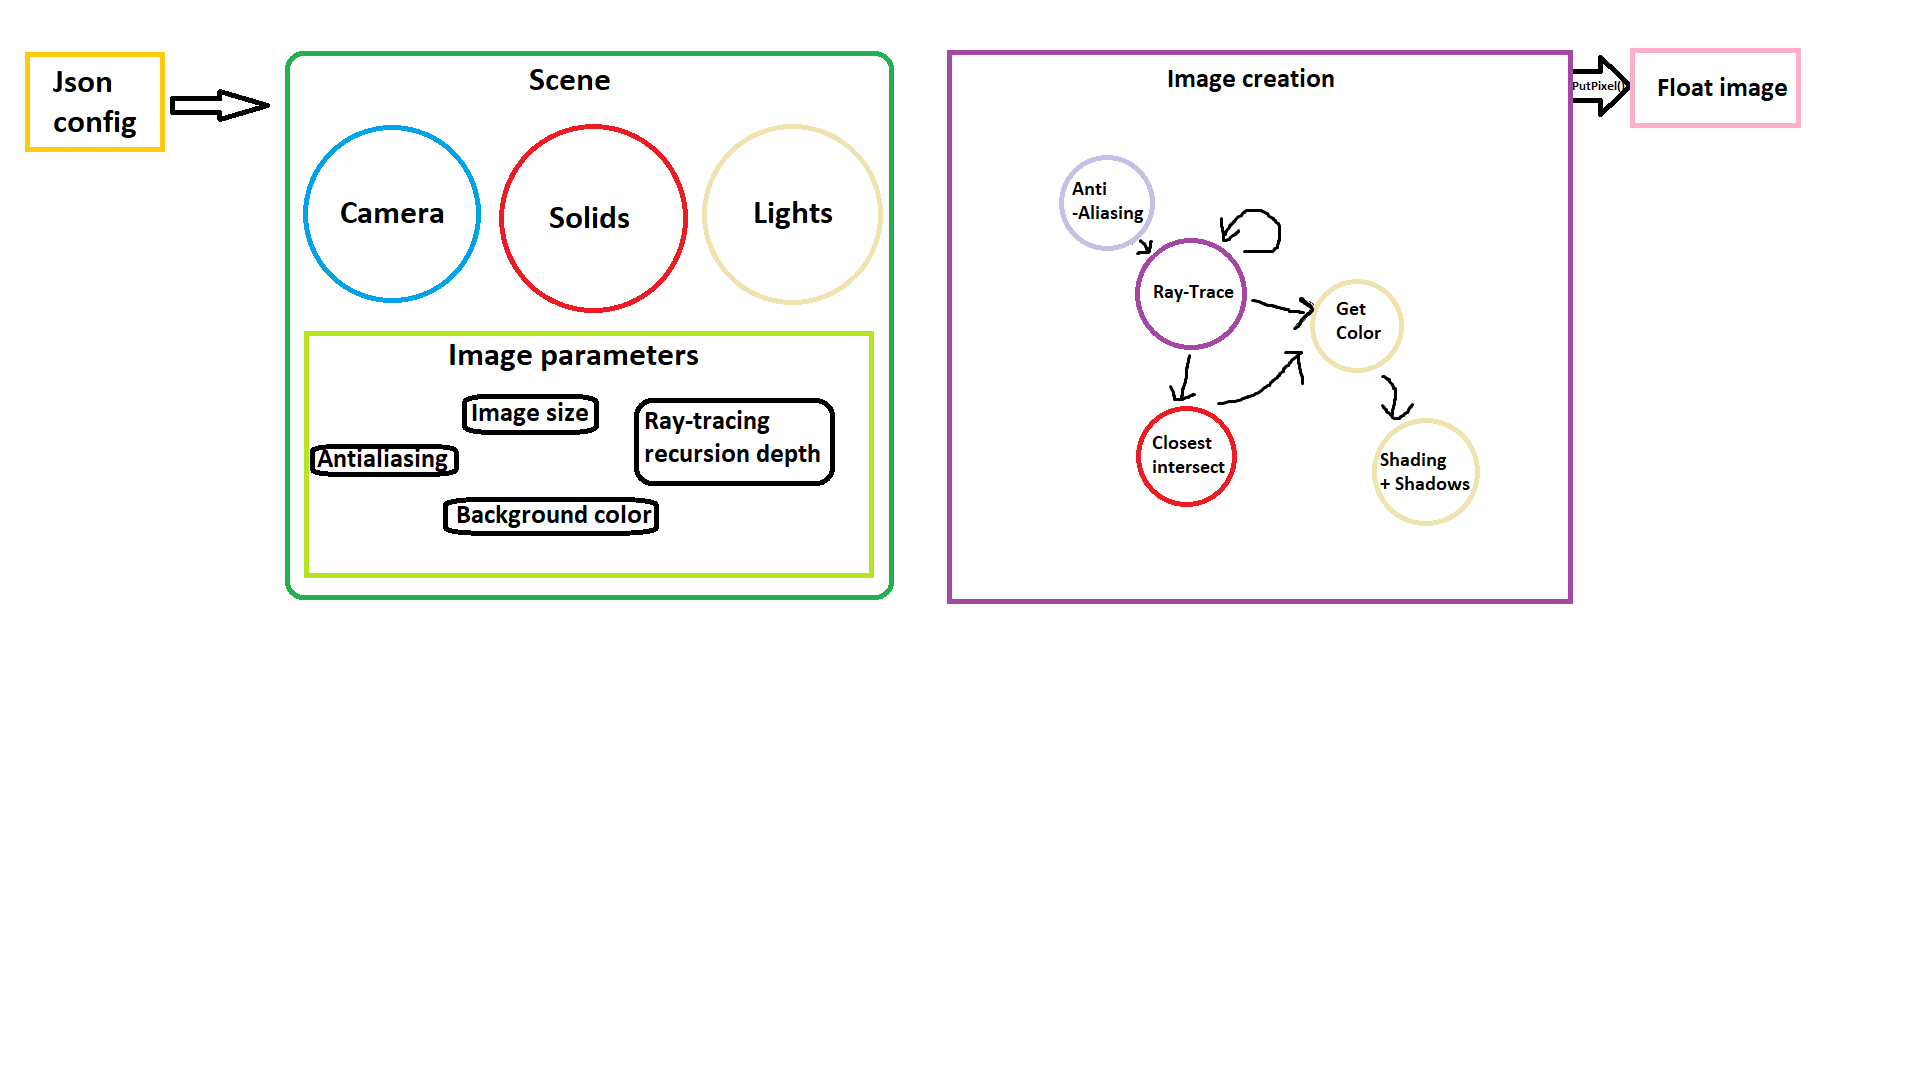 Json
config
Scene
Camera
Solids
Lights
Image parameters
Image size
Ray-tracing
recursion depth
Antialiasing
Background color
Image creation
Anti
-Aliasing
Ray-Trace
Get
Color
Closest
intersect
Shading
+ Shadows
PutPixel()
Float image